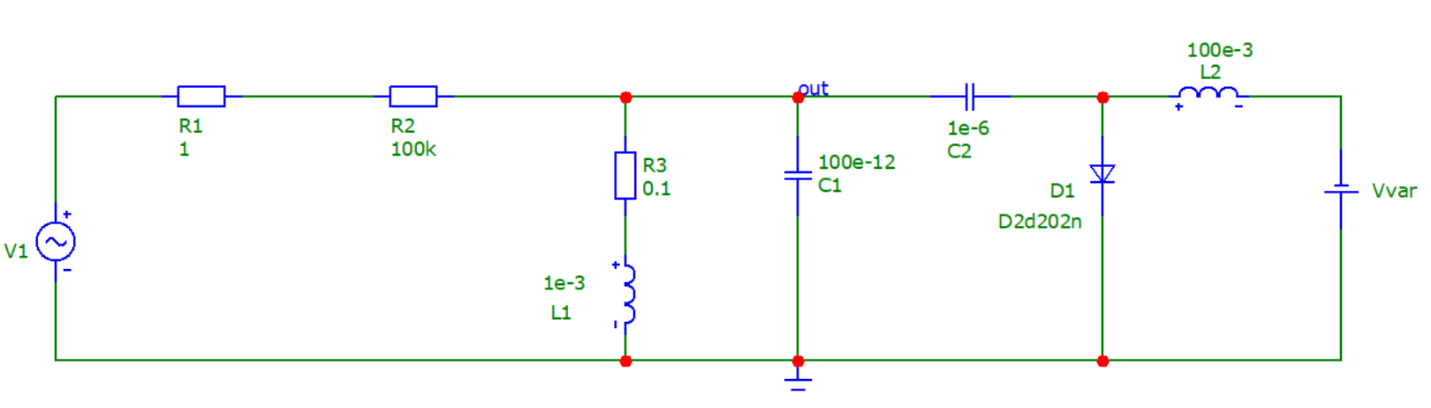 100e-3
L2
out
R1
1
R2
100k
1e-6
C2
R3
0.1
100e-12
C1
D1
D2d202n
Vvar
V1
1e-3
L1